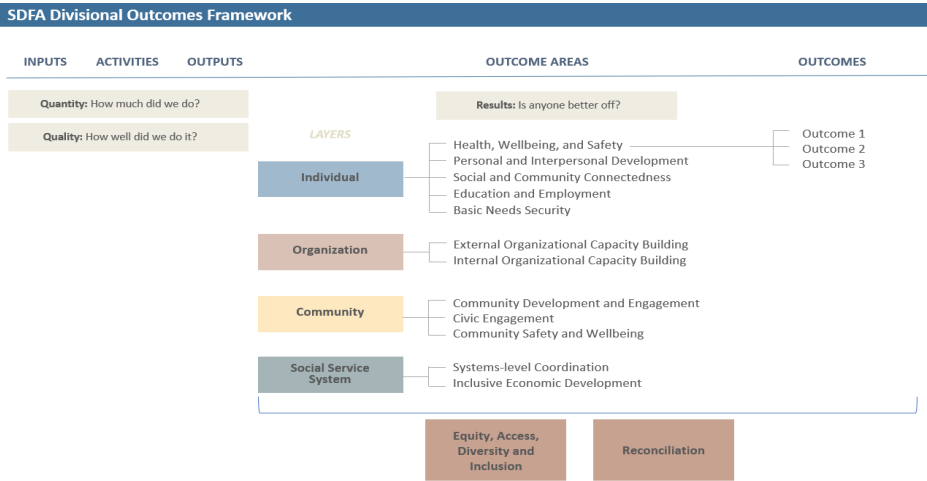 SDFA Divisional Outcomes Framework
INPUTS ACTIVITIES OUTPUTS OUTCOME AREAS OUTCOMES
Quantity: How much did we do?
Results: Is anyone better off?
Quality: How well did we do it?
LAYERS
Individual
Health, Wellbeing, and Safety
Personal and Interpersonal Development
Social and Community Connectedness
Education and Employment
Basic Needs Security
Outcome 1
Outcome 2
Outcome 3
Organization
External Organizational Capacity Building
Internal Organizational Capacity Building
Community
Community Development and Engagement
Civic Engagement
Community Safety and Wellbeing
Social Service
System
Systems-level Coordination
Inclusive Economic Development
Equity, Access,
Diversity and
Inclusion
Reconciliation